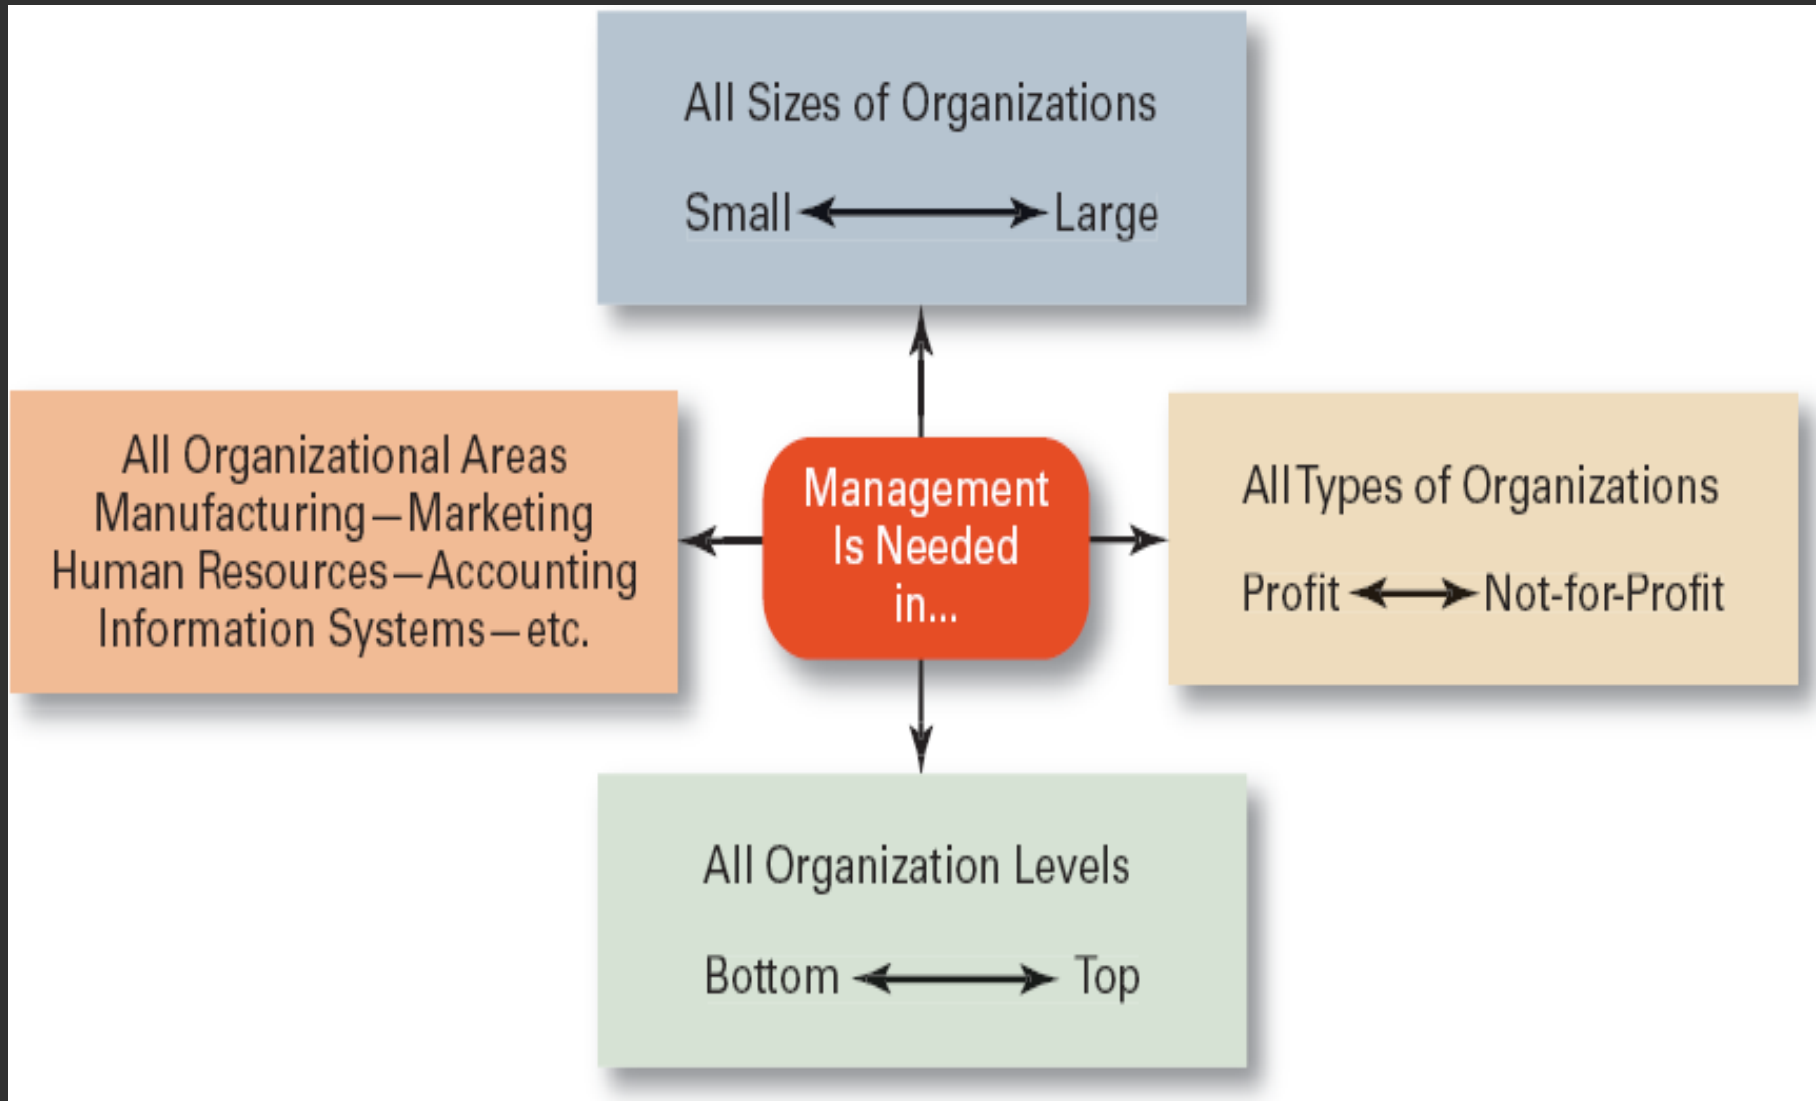 All Sizes of Organizations
Small Large
All Organizational Areas
Manufacturing—Marketing
Human Resources—Accounting
Information Systems—etc.
Management
Is Needed
in...
All Types of Organizations
Profit Not-for-Profit
All Organization Levels
Bottom Top